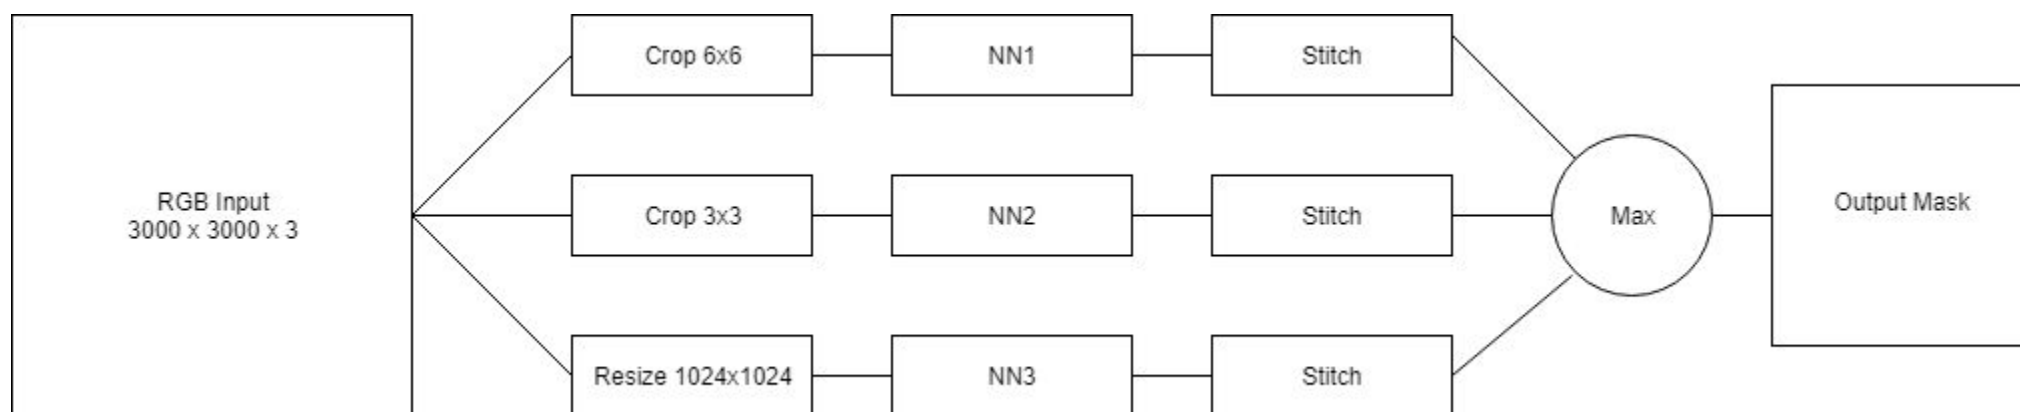 RGB Input
3000 x 3000 x 3
Crop 6x6
NN1
Stitch
Crop 3x3
NN2
Stitch
Resize 1024x1024
NN3
Stitch
Max
Output Mask